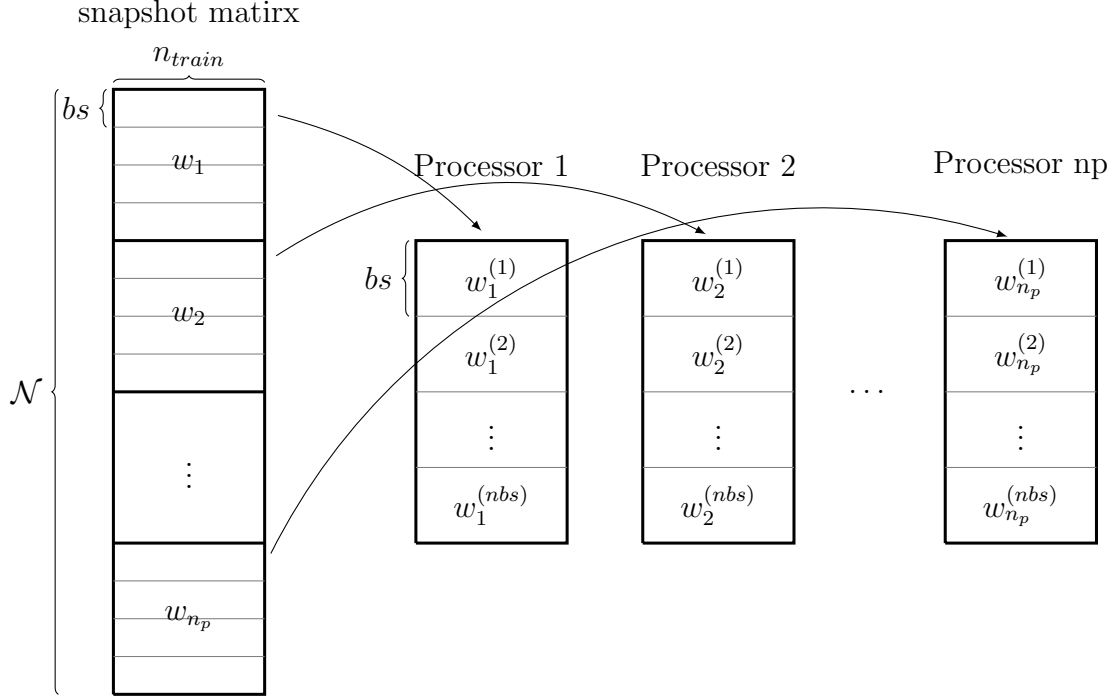 snapshot matirx
n_{train}
bs
w_1
w_2
⋮
w_{n_p}
𝒩
Processor 1
Processor 2
Processor np
bs
w_1^{(1)}
w_1^{(2)}
⋮
w_1^{(nbs)}
w_2^{(1)}
w_2^{(2)}
⋮
w_2^{(nbs)}
...
w_{n_p}^{(1)}
w_{n_p}^{(2)}
⋮
w_{n_p}^{(nbs)}